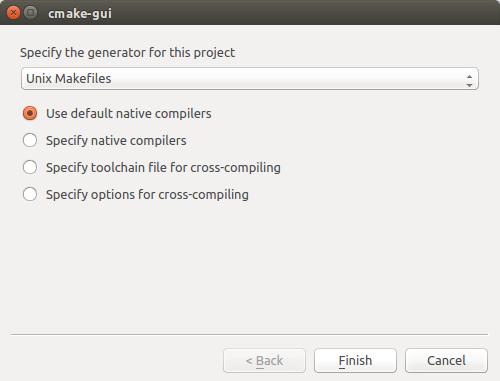 cmake-gui
Specify the generator for this project
Unix Makefiles
Use default native compilers
Specify native compilers
Specify toolchain file for cross-compiling
Specify options for cross-compiling
< Back
Finish
Cancel